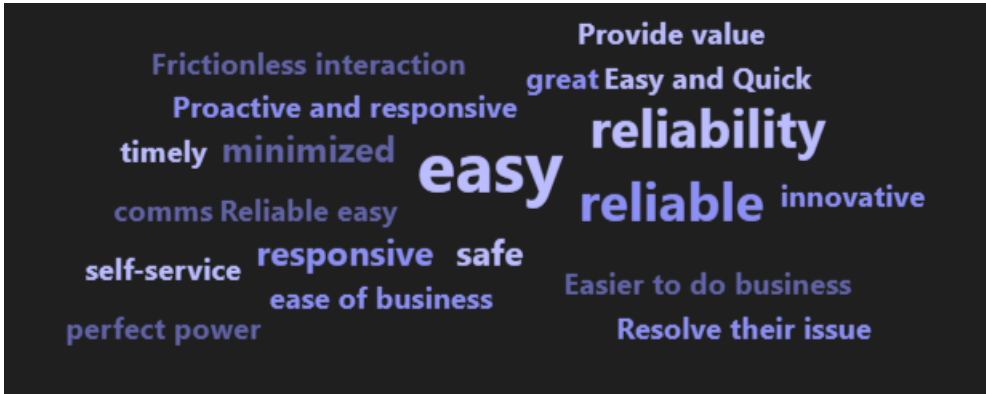 Provide value
Frictionless interaction
great Easy and Quick
Proactive and responsive
reliability
timely minimized
easy
reliable innovative
comms Reliable easy
responsive safe
self-service
Easier to do business
ease of business
perfect power
Resolve their issue